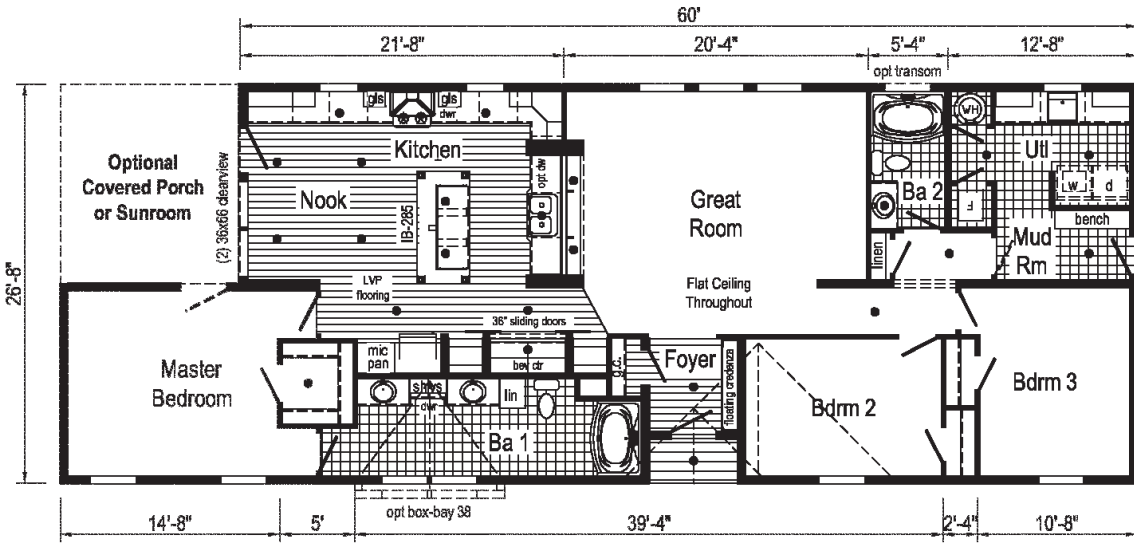 60'
21'-8"
20'-4"
5'-4"
12'-8"
opt transom
gls
gls
dwr
WH
Kitchen
Utl
Optional
Covered Porch
or Sunroom
(2) 36x66 clearview
Nook
IB-285
opt dw
Great
Room
Ba 2
F
w
d
bench
26'-8"
linen
Mud
Rm
LVP
flooring
Flat Ceiling
Throughout
36" sliding doors
Master
Bedroom
mic
pan
bev ctr
g.c.
Foyer
floating credenza
shvs
dwr
lin
Bdrm 3
Bdrm 2
Ba 1
opt box-bay 38
14'-8"
5'
39'-4"
2'-4"
10'-8"